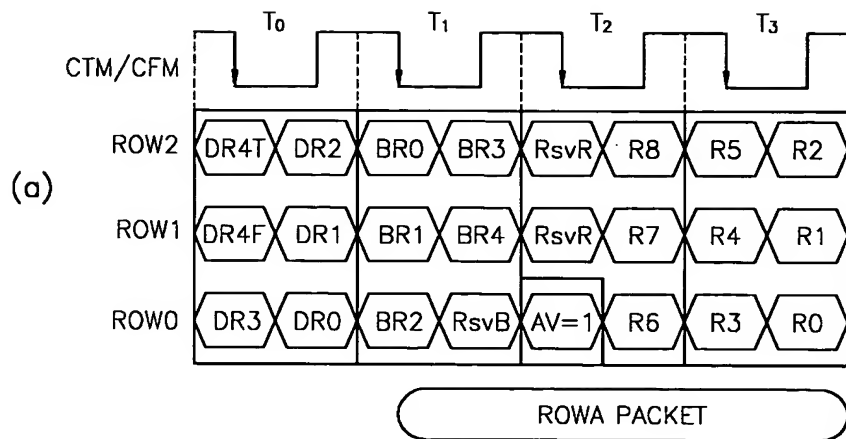 T0 T1 T2 T3
CTM/CFM
(a)
ROW2 DR4T DR2 BR0 BR3 RsvR R8 R5 R2
ROW1 DR4F DR1 BR1 BR4 RsvR R7 R4 R1
ROW0 DR3 DR0 BR2 RsvB AV=1 R6 R3 R0
ROWA PACKET